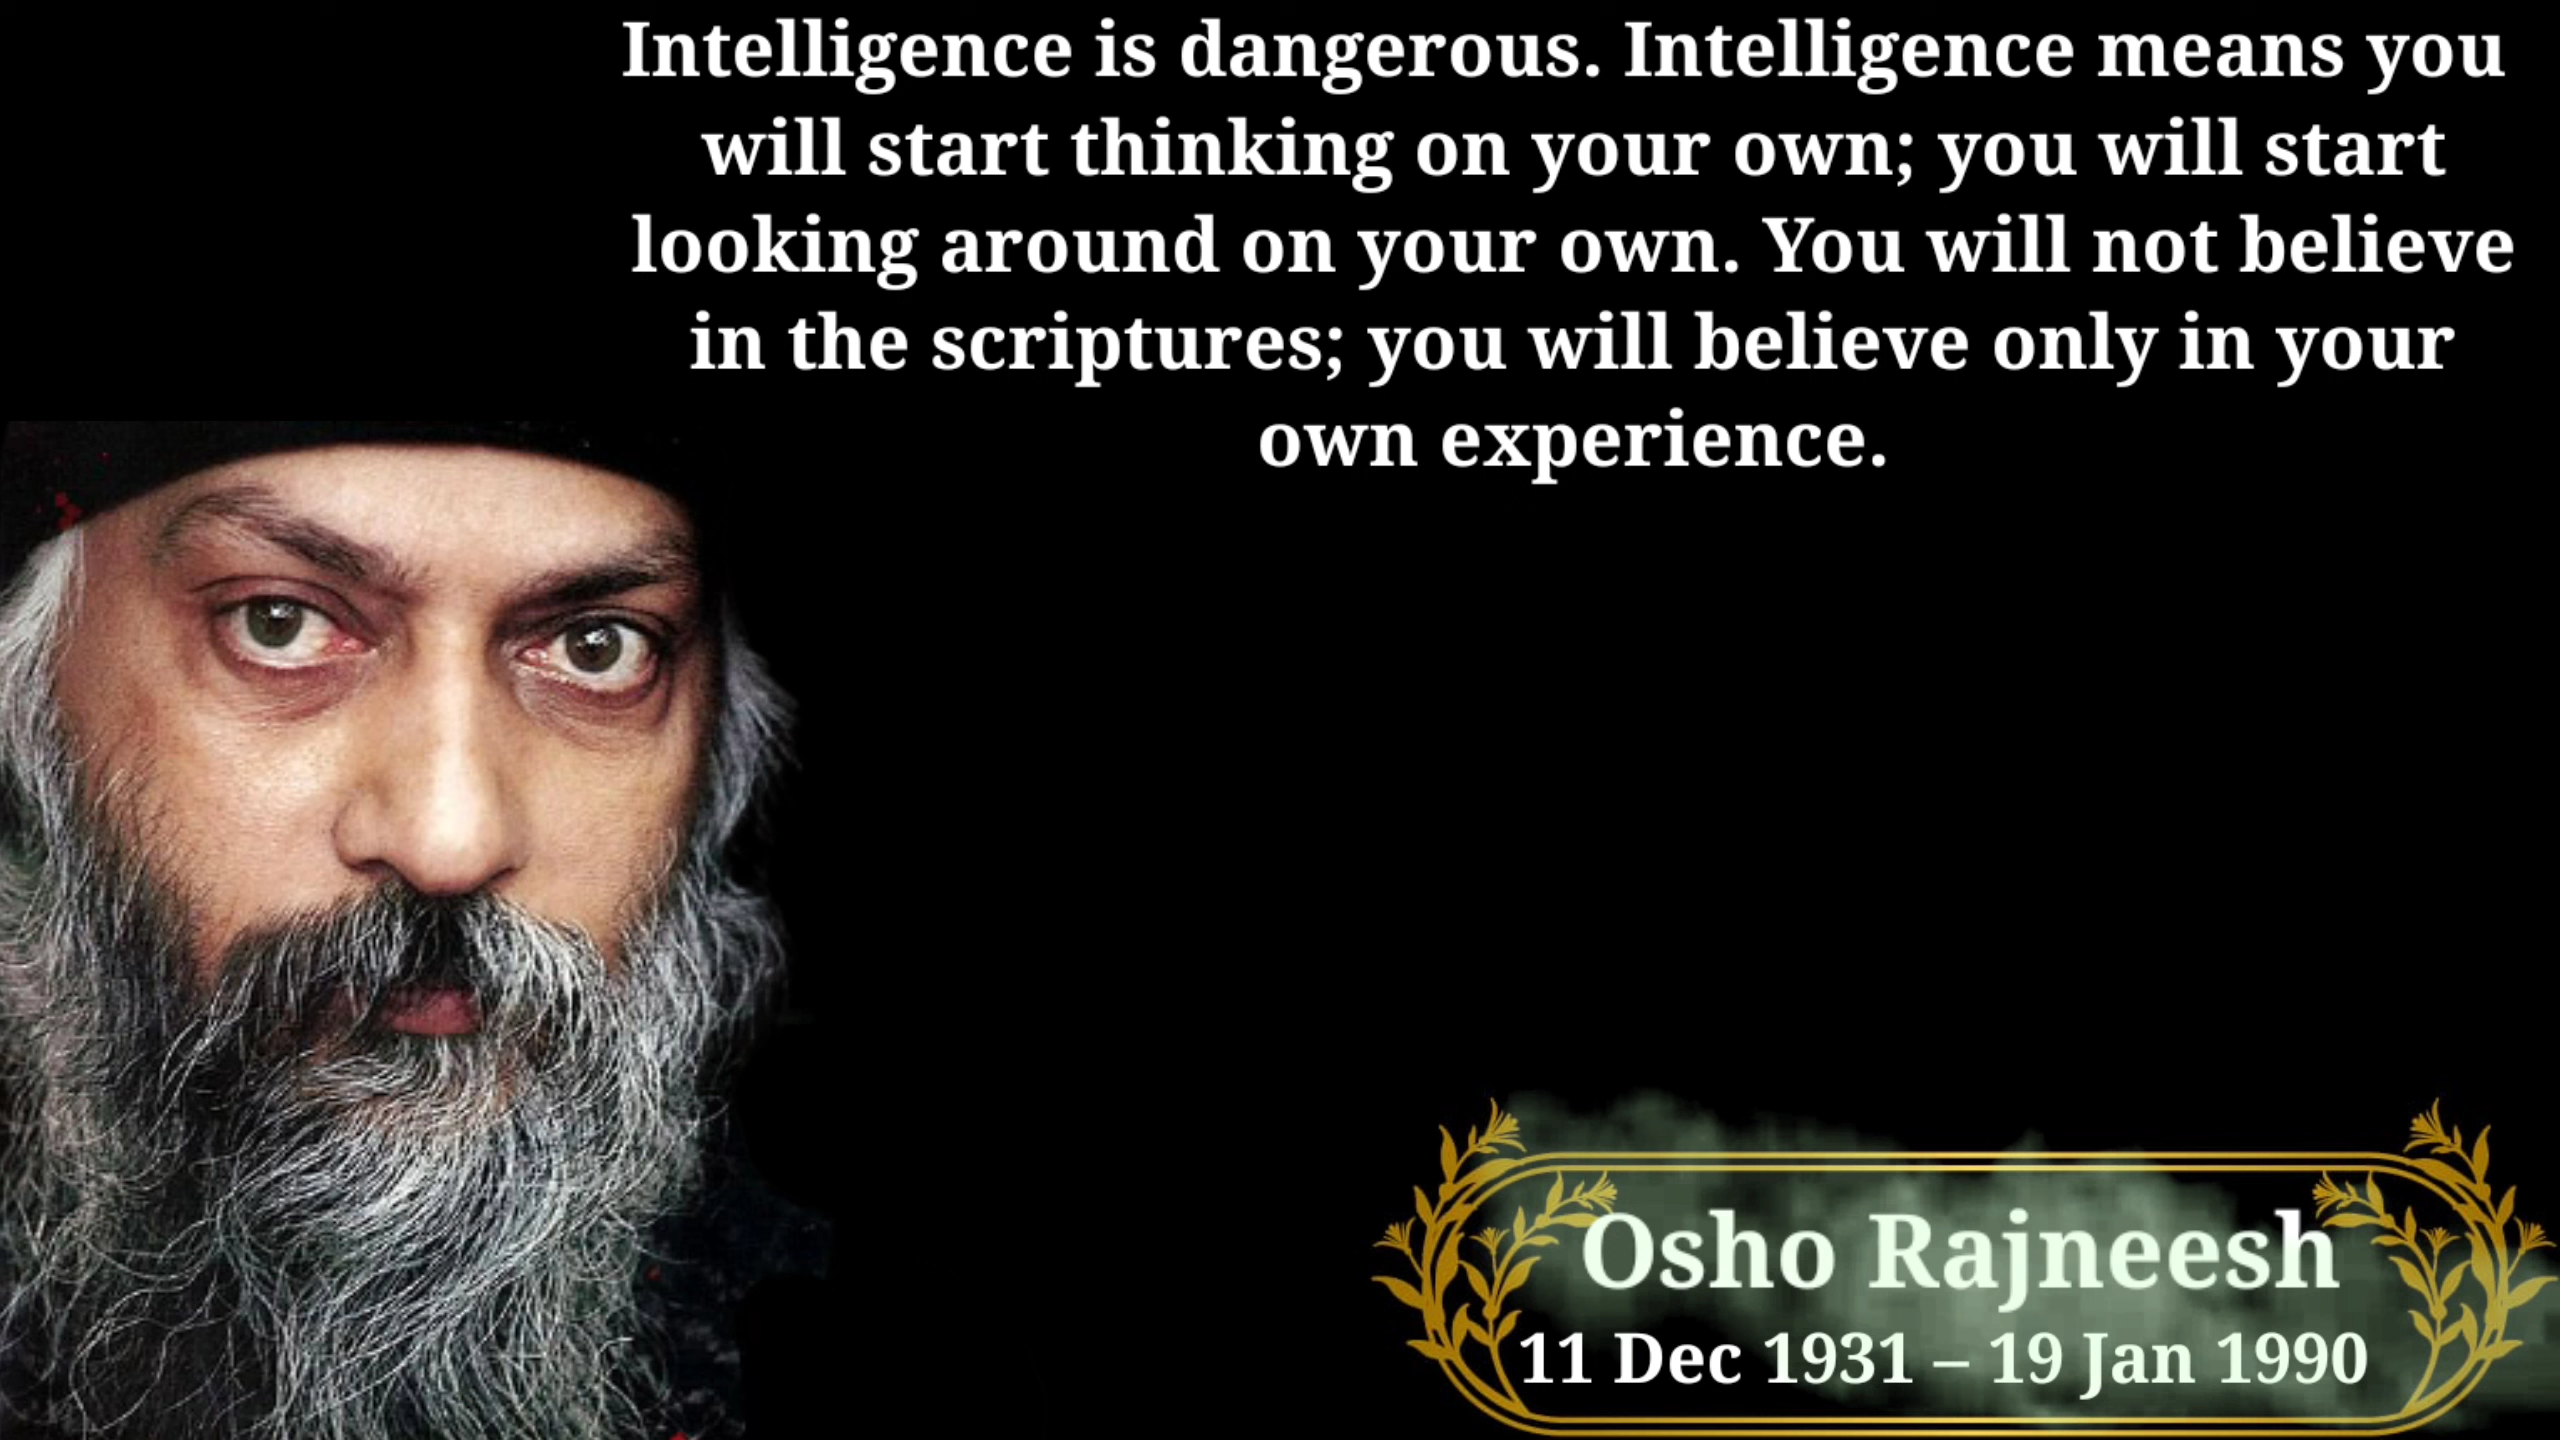 Intelligence is dangerous. Intelligence means you
will start thinking on your own; you will start
looking around on your own. You will not believe
in the scriptures; you will believe only in your
own experience.
Osho Rajneesh
11 Dec 1931 – 19 Jan 1990